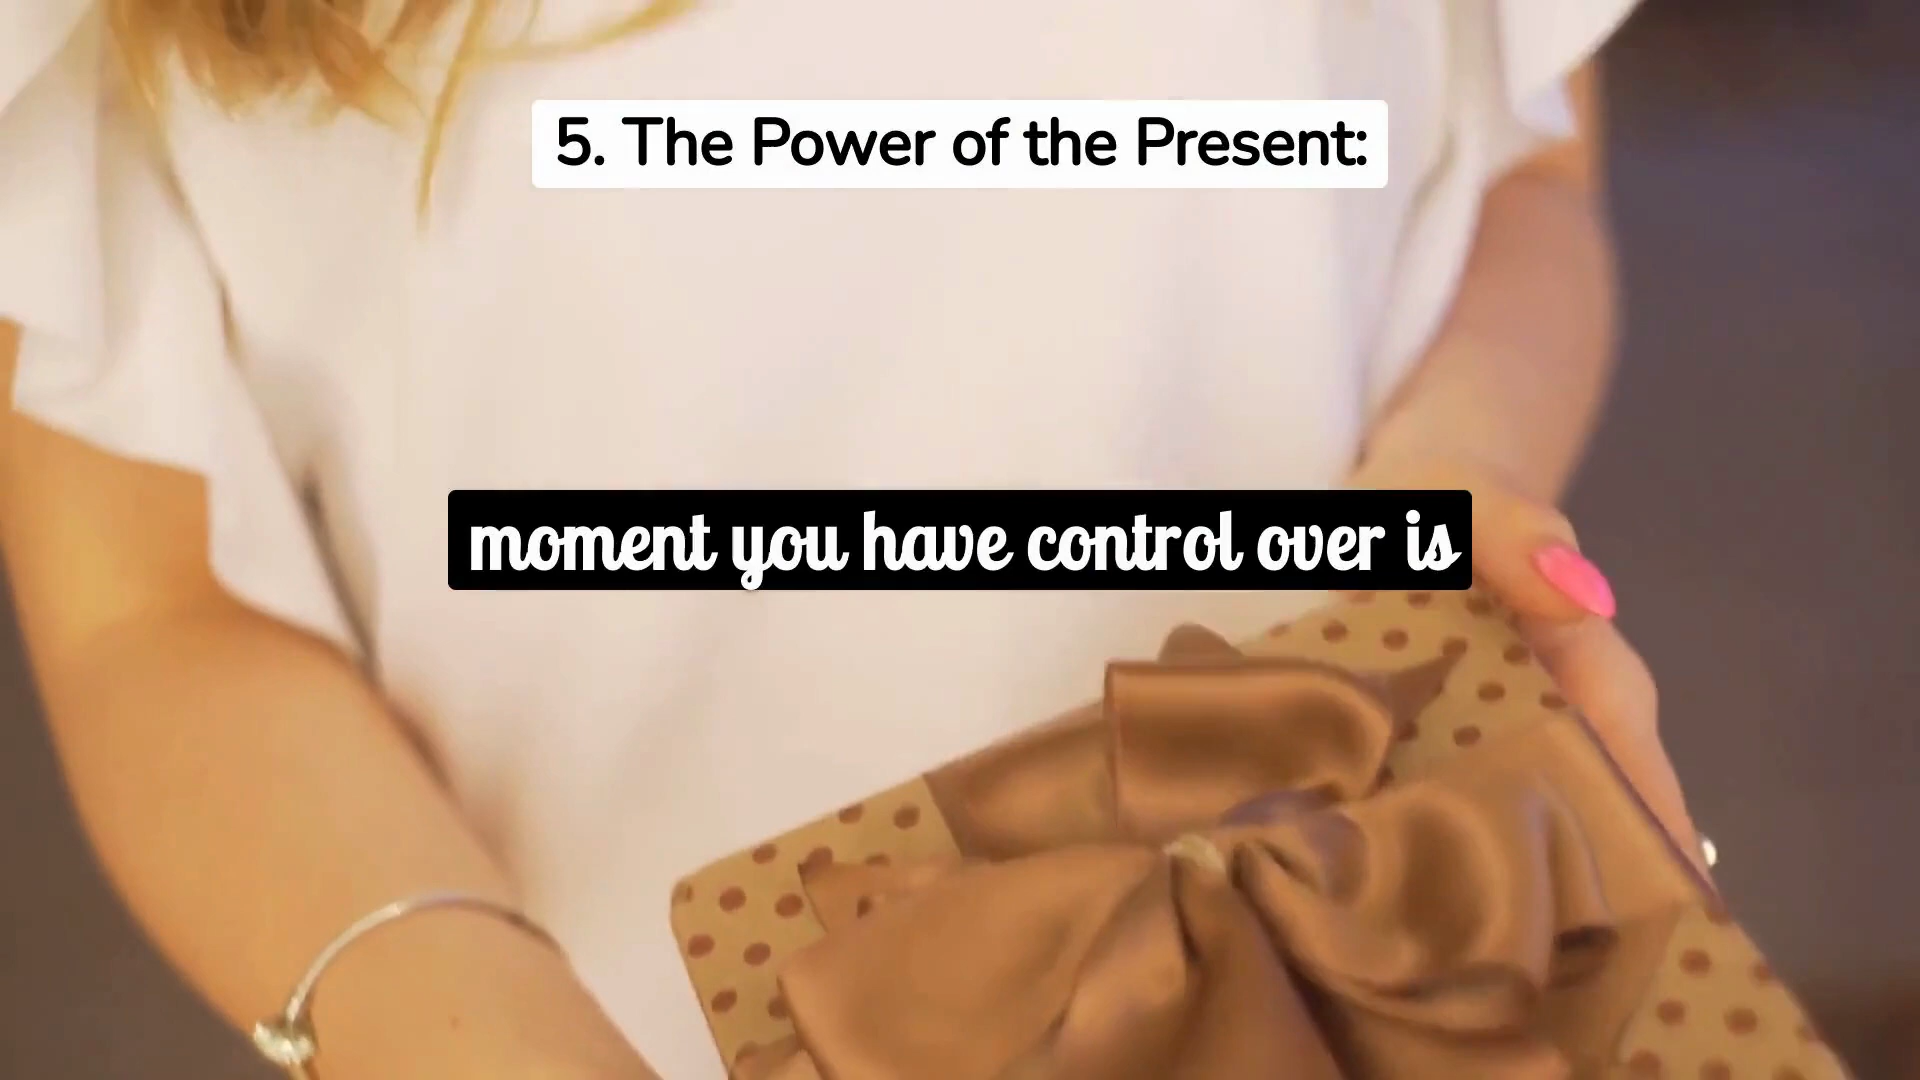 5. The Power of the Present:
moment you have control over is